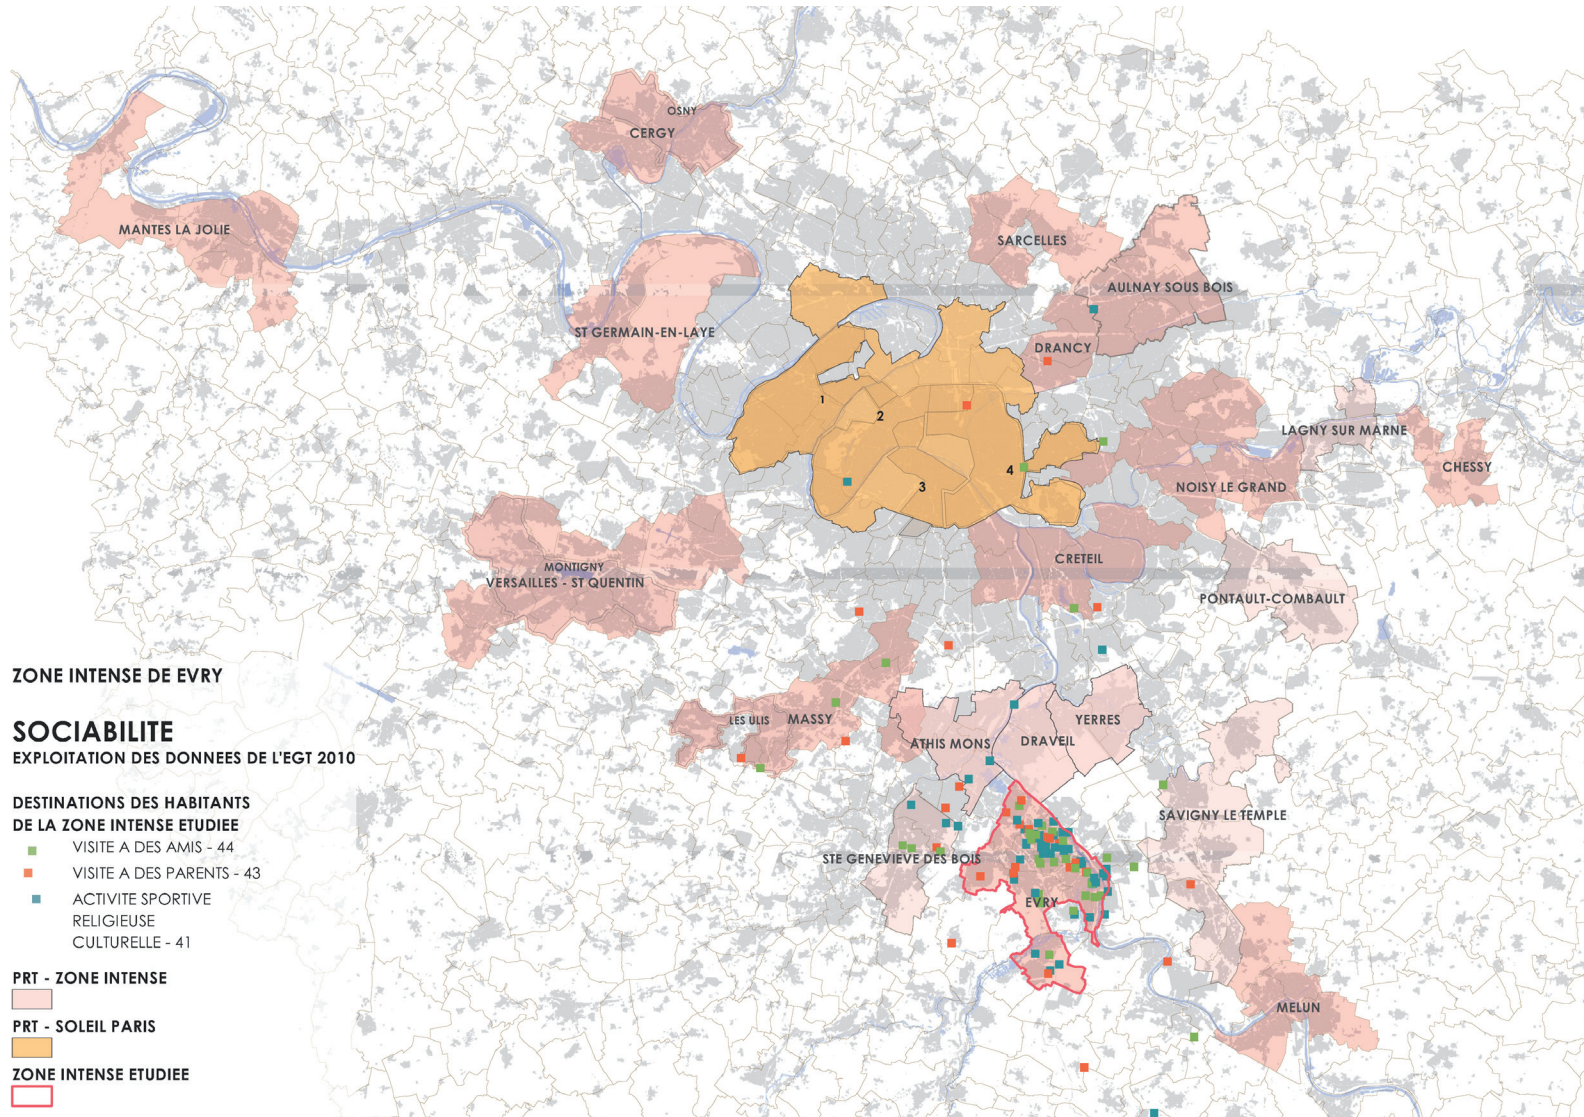 OSNY
CERGY
MANTES LA JOLIE
SARCELLES
AULNAY SOUS BOIS
ST GERMAIN-EN-LAYE
DRANCY
1
2
LAGNY SUR MARNE
4
CHESSY
3
NOISY LE GRAND
CRETEIL
MONTIGNY
VERSAILLES - ST QUENTIN
PONTAULT-COMBAULT
ZONE INTENSE DE EVRY
SOCIABILITE
EXPLOITATION DES DONNEES DE L'EGT 2010
LES ULIS
MASSY
YERRES
ATHIS MONS
DRAVEIL
SAVIGNY LE TEMPLE
STE GENEVIEVE DES BOIS
EVRY
MELUN
DESTINATIONS DES HABITANTS
DE LA ZONE INTENSE ETUDIEE
VISITE A DES AMIS - 44
VISITE A DES PARENTS - 43
ACTIVITE SPORTIVE
RELIGIEUSE
CULTURELLE - 41
PRT - ZONE INTENSE
PRT - SOLEIL PARIS
ZONE INTENSE ETUDIEE